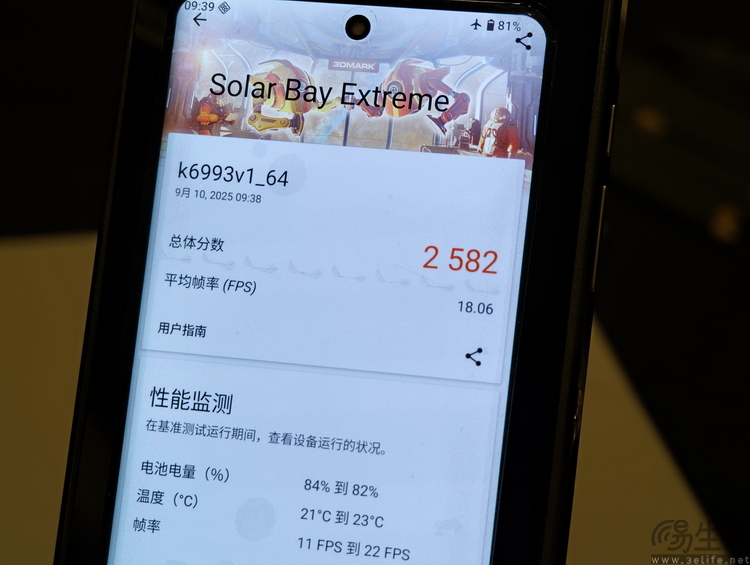 09:39
81%
3DMARK
Solar Bay Extreme
k6993v1_64
9月 10, 2025 09:38
总体分数
2 582
平均帧率 (FPS)
18.06
用户指南
性能监测
在基准测试运行期间，查看设备运行的状况。
电池电量（%）
84% 到 82%
温度（°C）
21°C 到 23°C
帧率
11 FPS 到 22 FPS
易生
www.3elife.net